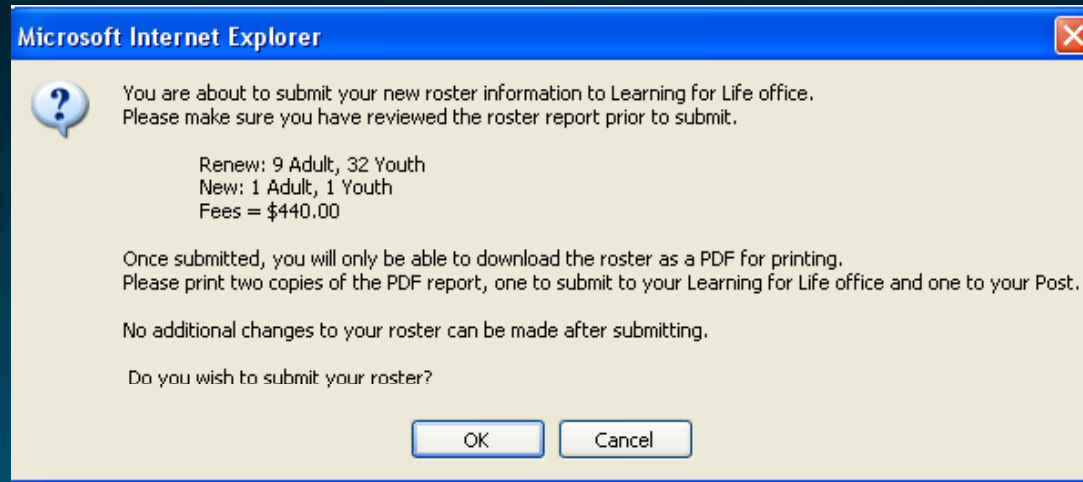 Microsoft Internet Explorer
?
You are about to submit your new roster information to Learning for Life office.
Please make sure you have reviewed the roster report prior to submit.
Renew: 9 Adult, 32 Youth
New: 1 Adult, 1 Youth
Fees = $440.00
Once submitted, you will only be able to download the roster as a PDF for printing.
Please print two copies of the PDF report, one to submit to your Learning for Life office and one to your Post.
No additional changes to your roster can be made after submitting.
Do you wish to submit your roster?
OK
Cancel